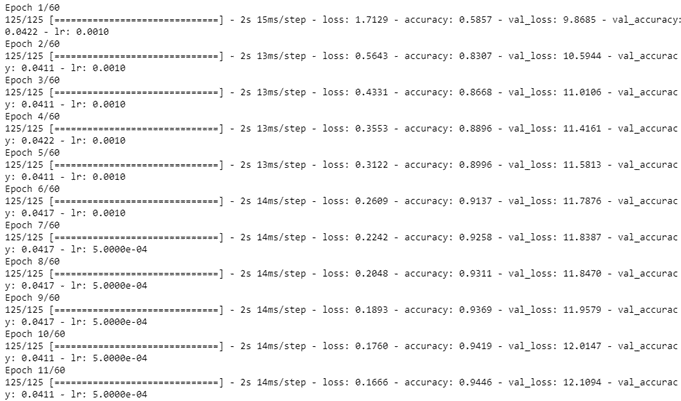 Epoch 1/60
125/125 [==============================] - 2s 15ms/step - loss: 1.7129 - accuracy: 0.5857 - val_loss: 9.8685 - val_accuracy:
0.0422 - lr: 0.0010
Epoch 2/60
125/125 [==============================] - 2s 13ms/step - loss: 0.5643 - accuracy: 0.8307 - val_loss: 10.5944 - val_accurac
y: 0.0411 - lr: 0.0010
Epoch 3/60
125/125 [==============================] - 2s 13ms/step - loss: 0.4331 - accuracy: 0.8668 - val_loss: 11.0106 - val_accurac
y: 0.0411 - lr: 0.0010
Epoch 4/60
125/125 [==============================] - 2s 13ms/step - loss: 0.3553 - accuracy: 0.8896 - val_loss: 11.4161 - val_accurac
y: 0.0422 - lr: 0.0010
Epoch 5/60
125/125 [==============================] - 2s 13ms/step - loss: 0.3122 - accuracy: 0.8996 - val_loss: 11.5813 - val_accurac
y: 0.0411 - lr: 0.0010
Epoch 6/60
125/125 [==============================] - 2s 14ms/step - loss: 0.2609 - accuracy: 0.9137 - val_loss: 11.7876 - val_accurac
y: 0.0417 - lr: 0.0010
Epoch 7/60
125/125 [==============================] - 2s 14ms/step - loss: 0.2242 - accuracy: 0.9258 - val_loss: 11.8387 - val_accurac
y: 0.0417 - lr: 5.0000e-04
Epoch 8/60
125/125 [==============================] - 2s 14ms/step - loss: 0.2048 - accuracy: 0.9311 - val_loss: 11.8470 - val_accurac
y: 0.0417 - lr: 5.0000e-04
Epoch 9/60
125/125 [==============================] - 2s 14ms/step - loss: 0.1893 - accuracy: 0.9369 - val_loss: 11.9579 - val_accurac
y: 0.0417 - lr: 5.0000e-04
Epoch 10/60
125/125 [==============================] - 2s 14ms/step - loss: 0.1760 - accuracy: 0.9419 - val_loss: 12.0147 - val_accurac
y: 0.0411 - lr: 5.0000e-04
Epoch 11/60
125/125 [==============================] - 2s 14ms/step - loss: 0.1666 - accuracy: 0.9446 - val_loss: 12.1094 - val_accurac
y: 0.0411 - lr: 5.0000e-04